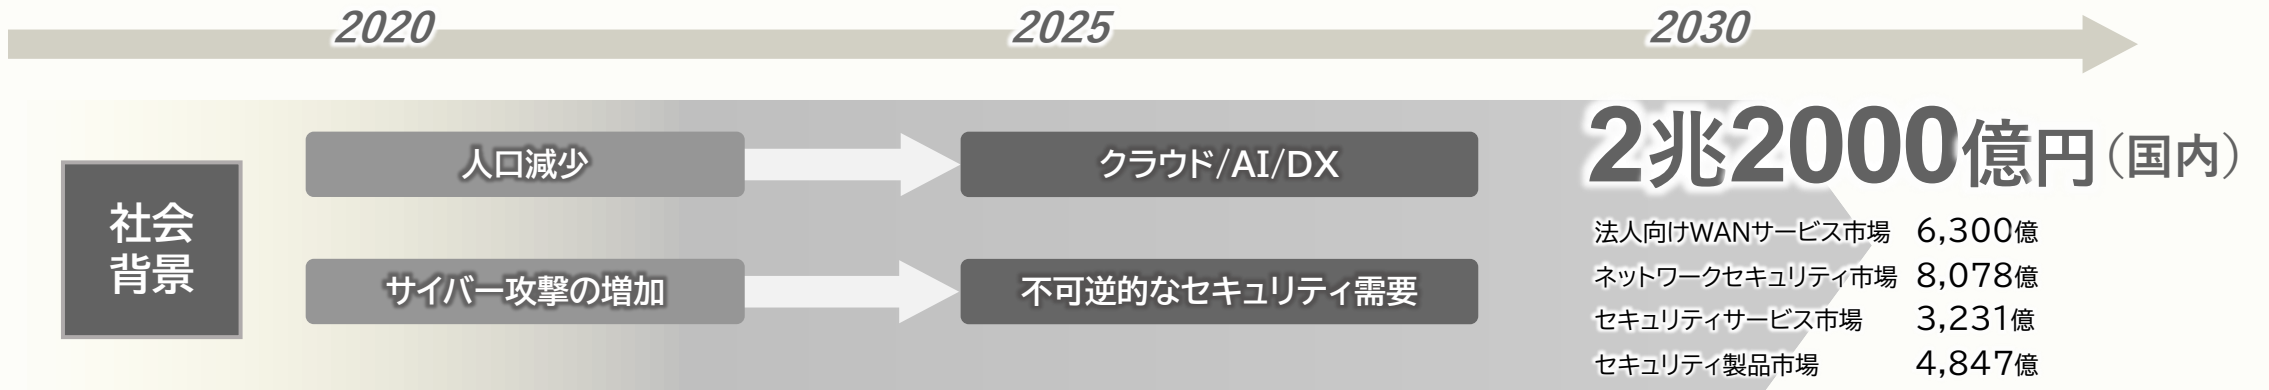 2020 2025 2030
社会
背景
人口減少
クラウド/AI/DX
サイバー攻撃の増加
不可逆的なセキュリティ需要
2兆2000億円(国内)
法人向けWANサービス市場 6,300億
ネットワークセキュリティ市場 8,078億
セキュリティサービス市場 3,231億
セキュリティ製品市場 4,847億